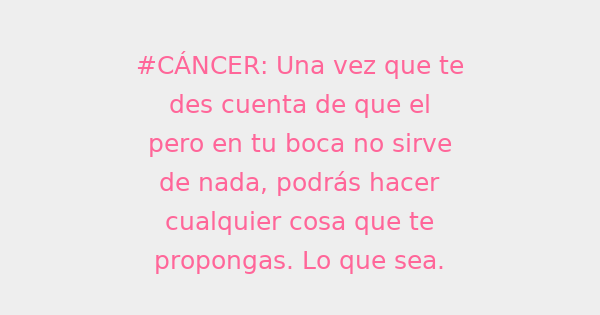 #CÁNCER: Una vez que te
des cuenta de que el
pero en tu boca no sirve
de nada, podrás hacer
cualquier cosa que te
propongas. Lo que sea.